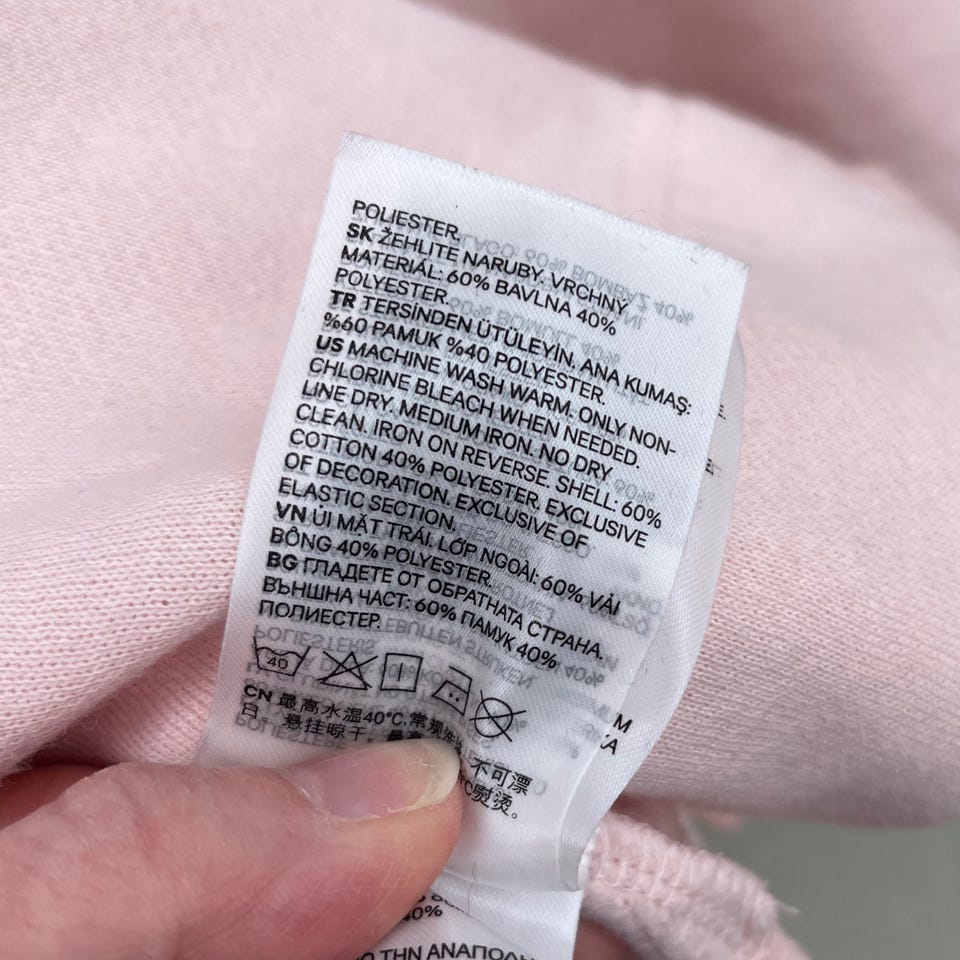 POLIESTER.
SK ŽEHLITE NARUBY. VRCHNÝ
MATERIÁL: 60% BAVLNA 40%
POLYESTER.
TR TERSİNDEN ÜTÜLEYİN. ANA KUMAŞ:
%60 PAMUK %40 POLYESTER.
US MACHINE WASH WARM. ONLY NON-
CHLORINE BLEACH WHEN NEEDED.
LINE DRY. MEDIUM IRON. NO DRY
CLEAN. IRON ON REVERSE. SHELL: 60%
COTTON 40% POLYESTER. EXCLUSIVE
OF DECORATION. EXCLUSIVE OF
ELASTIC SECTION.
VN ỦI MẶT TRÁI. LỚP NGOÀI: 60% VẢI
BÔNG 40% POLYESTER.
BG ГЛАДЕТЕ ОТ ОБРАТНАТА СТРАНА.
ВЪНШНА ЧАСТ: 60% ПАМУК 40%
ПОЛИЕСТЕР.
40
CN 最高水温40°C,常规洗 不可漂
白。悬挂晾干。最高 熨烫。
40%
ΤΗΝ